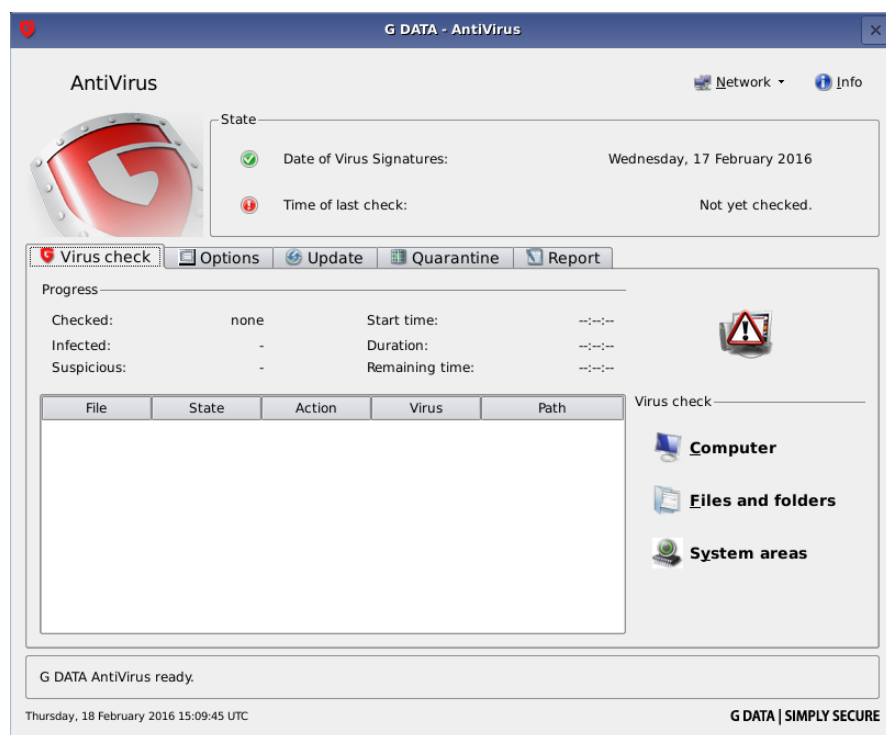 G DATA - AntiVirus
AntiVirus
Network
Info
State
Date of Virus Signatures: Wednesday, 17 February 2016
Time of last check: Not yet checked.
Virus check Options Update Quarantine Report
Progress
Checked: none Start time: --:--:--
Infected: - Duration: --:--:--
Suspicious: - Remaining time: --:--:--
File State Action Virus Path
Virus check
Computer
Files and folders
System areas
G DATA AntiVirus ready.
Thursday, 18 February 2016 15:09:45 UTC
G DATA | SIMPLY SECURE